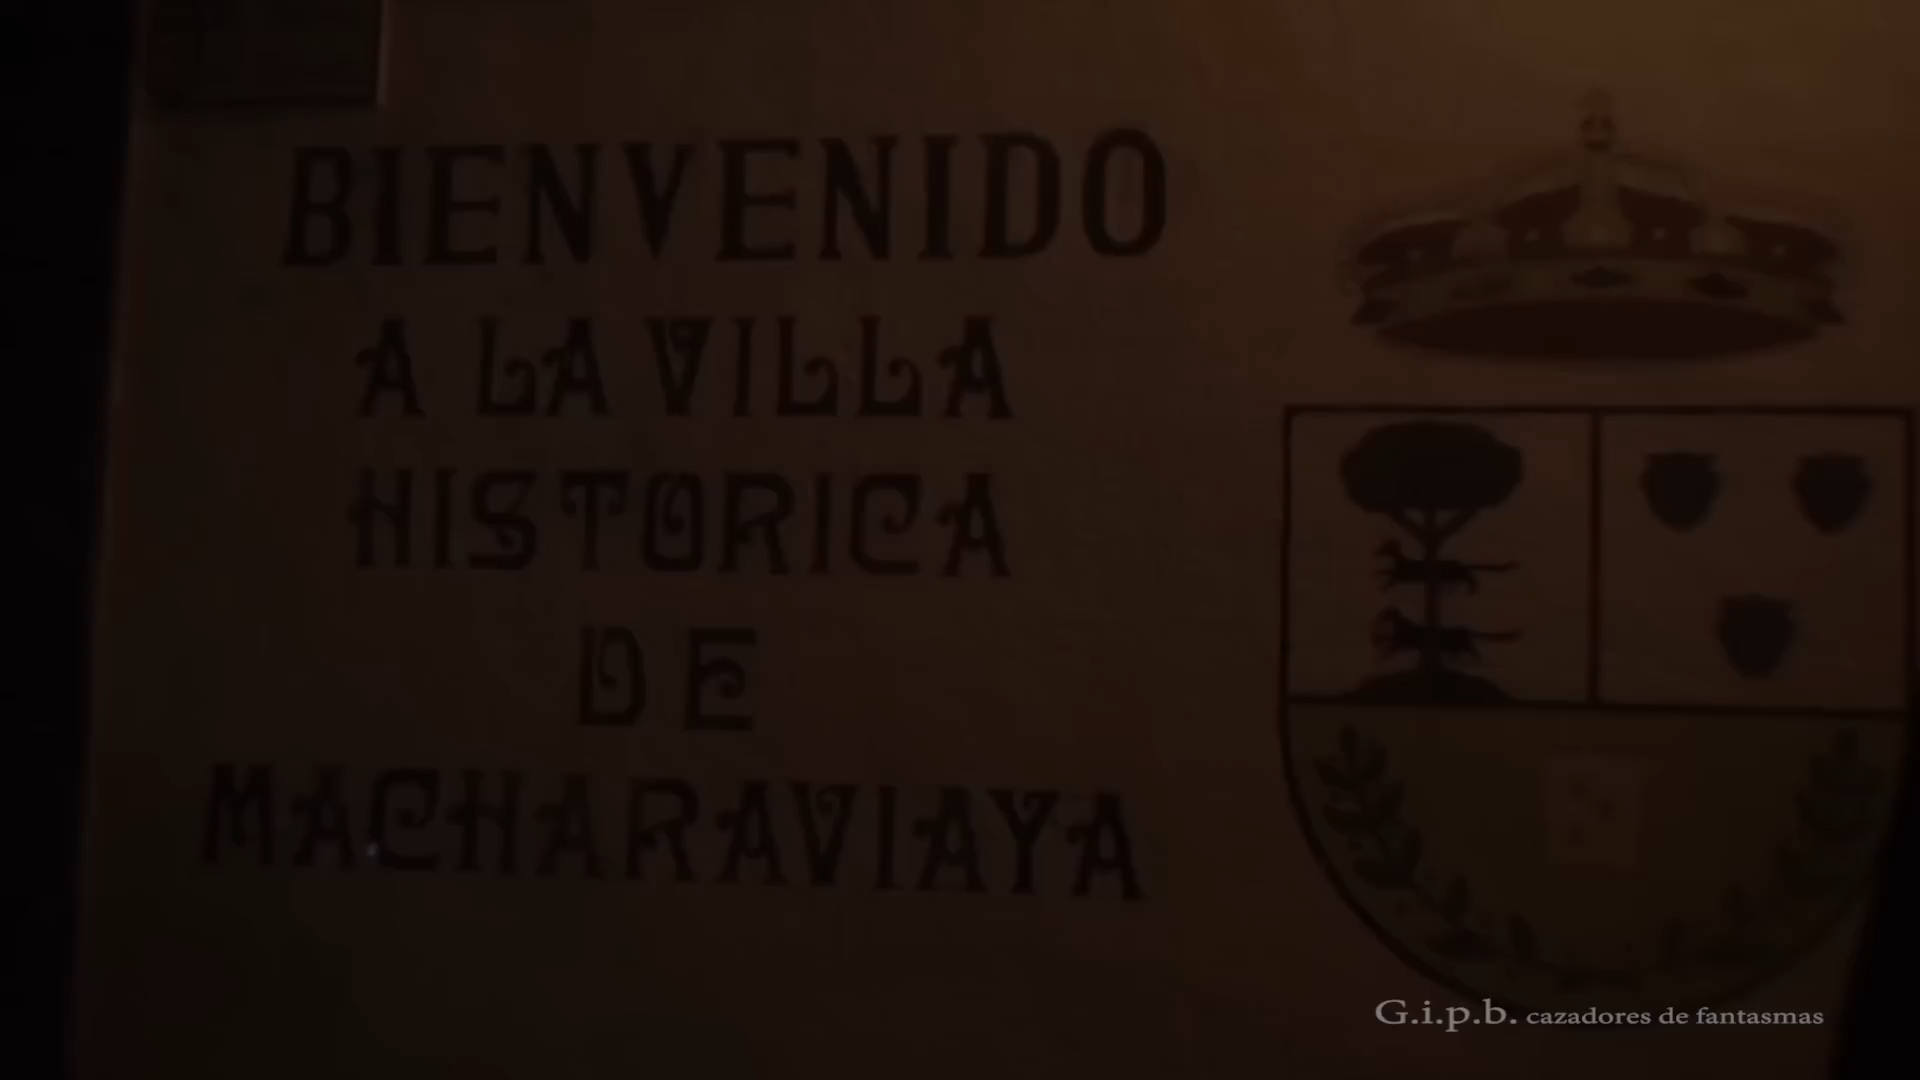 BIENVENIDO
A LA VILLA
HISTORICA
DE
MACHARAVIAYA
G.i.p.b. cazadores de fantasmas